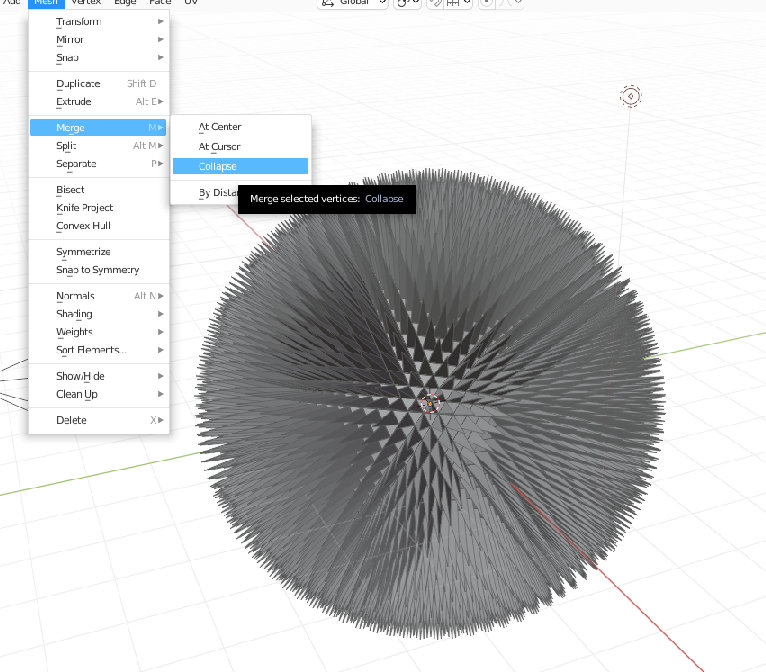 Add Mesh Vertex Edge Face UV Global
Transform
Mirror
Snap
Duplicate Shift D
Extrude Alt E
Merge M
Split Alt M
Separate P
Bisect
Knife Project
Convex Hull
Symmetrize
Snap to Symmetry
Normals Alt N
Shading
Weights
Sort Elements...
Show/Hide
Clean Up
Delete X
At Center
At Cursor
Collapse
By Dista
Merge selected vertices: Collapse